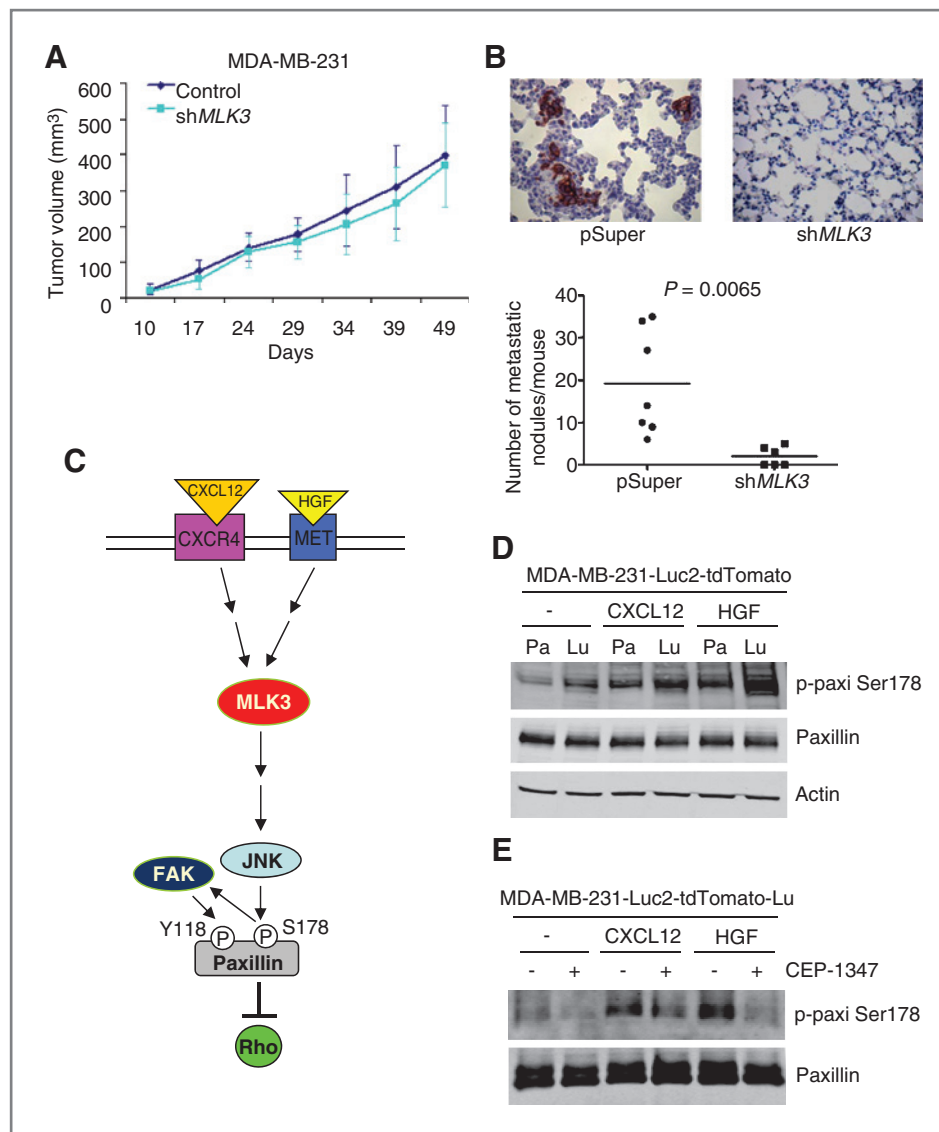 A
MDA-MB-231
Control
shMLK3
Tumor volume (mm3)
600
500
400
300
200
100
0
10 17 24 29 34 39 49
Days
B
pSuper shMLK3
P = 0.0065
Number of metastatic
nodules/mouse
40
30
20
10
0
pSuper shMLK3
C
CXCL12 HGF
CXCR4 MET
MLK3
JNK
FAK
Y118 P P S178
Paxillin
Rho
D
MDA-MB-231-Luc2-tdTomato
- CXCL12 HGF
Pa Lu Pa Lu Pa Lu
p-paxi Ser178
Paxillin
Actin
E
MDA-MB-231-Luc2-tdTomato-Lu
- CXCL12 HGF
- + - + - + CEP-1347
p-paxi Ser178
Paxillin